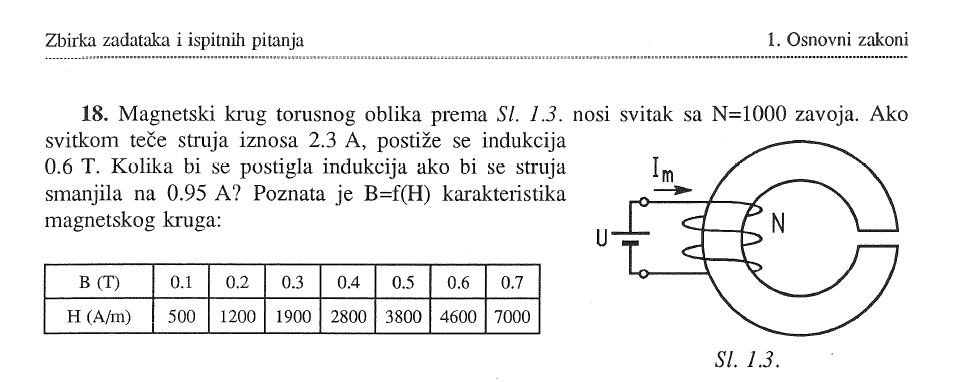 Zbirka zadataka i ispitnih pitanja 1. Osnovni zakoni
18. Magnetski krug torusnog oblika prema Sl. 1.3. nosi svitak sa N=1000 zavoja. Ako
svitkom teče struja iznosa 2.3 A, postiže se indukcija
0.6 T. Kolika bi se postigla indukcija ako bi se struja
smanjila na 0.95 A? Poznata je B=f(H) karakteristika
magnetskog kruga:
B (T) 0.1 0.2 0.3 0.4 0.5 0.6 0.7
H (A/m) 500 1200 1900 2800 3800 4600 7000
Im
N
U
Sl. 1.3.